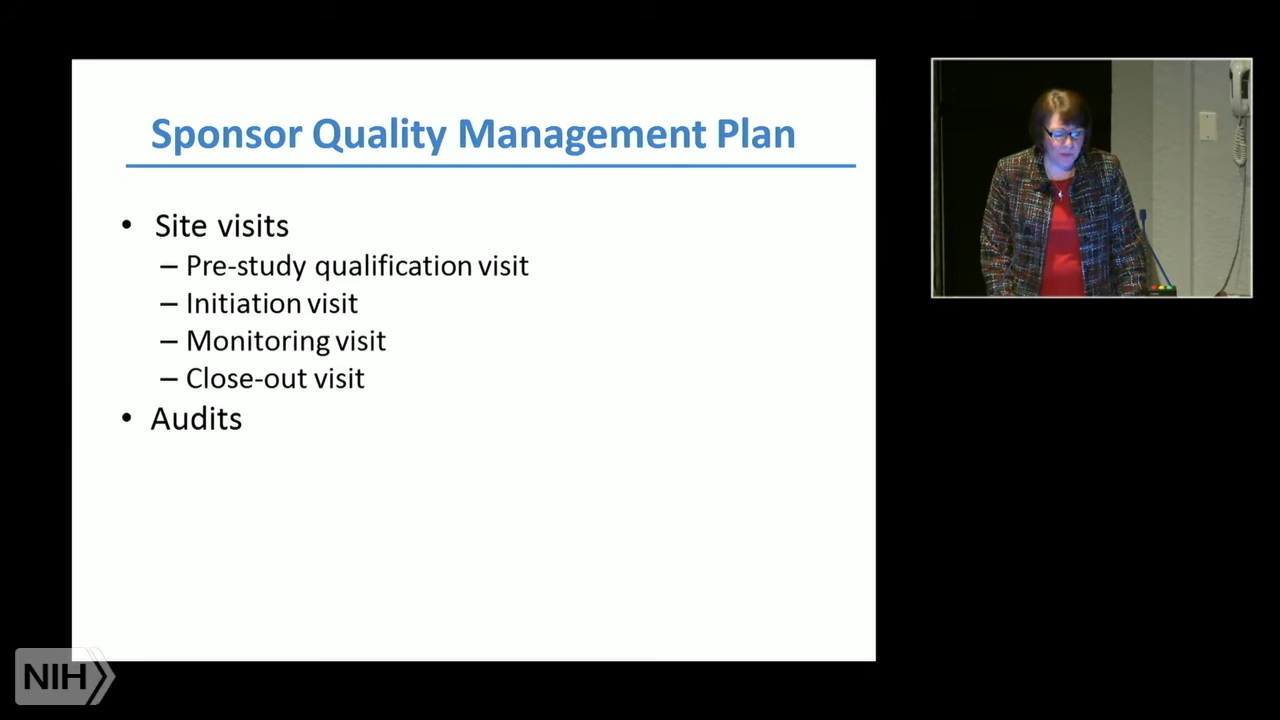 Sponsor Quality Management Plan
• Site visits
– Pre-study qualification visit
– Initiation visit
– Monitoring visit
– Close-out visit
• Audits
NIH